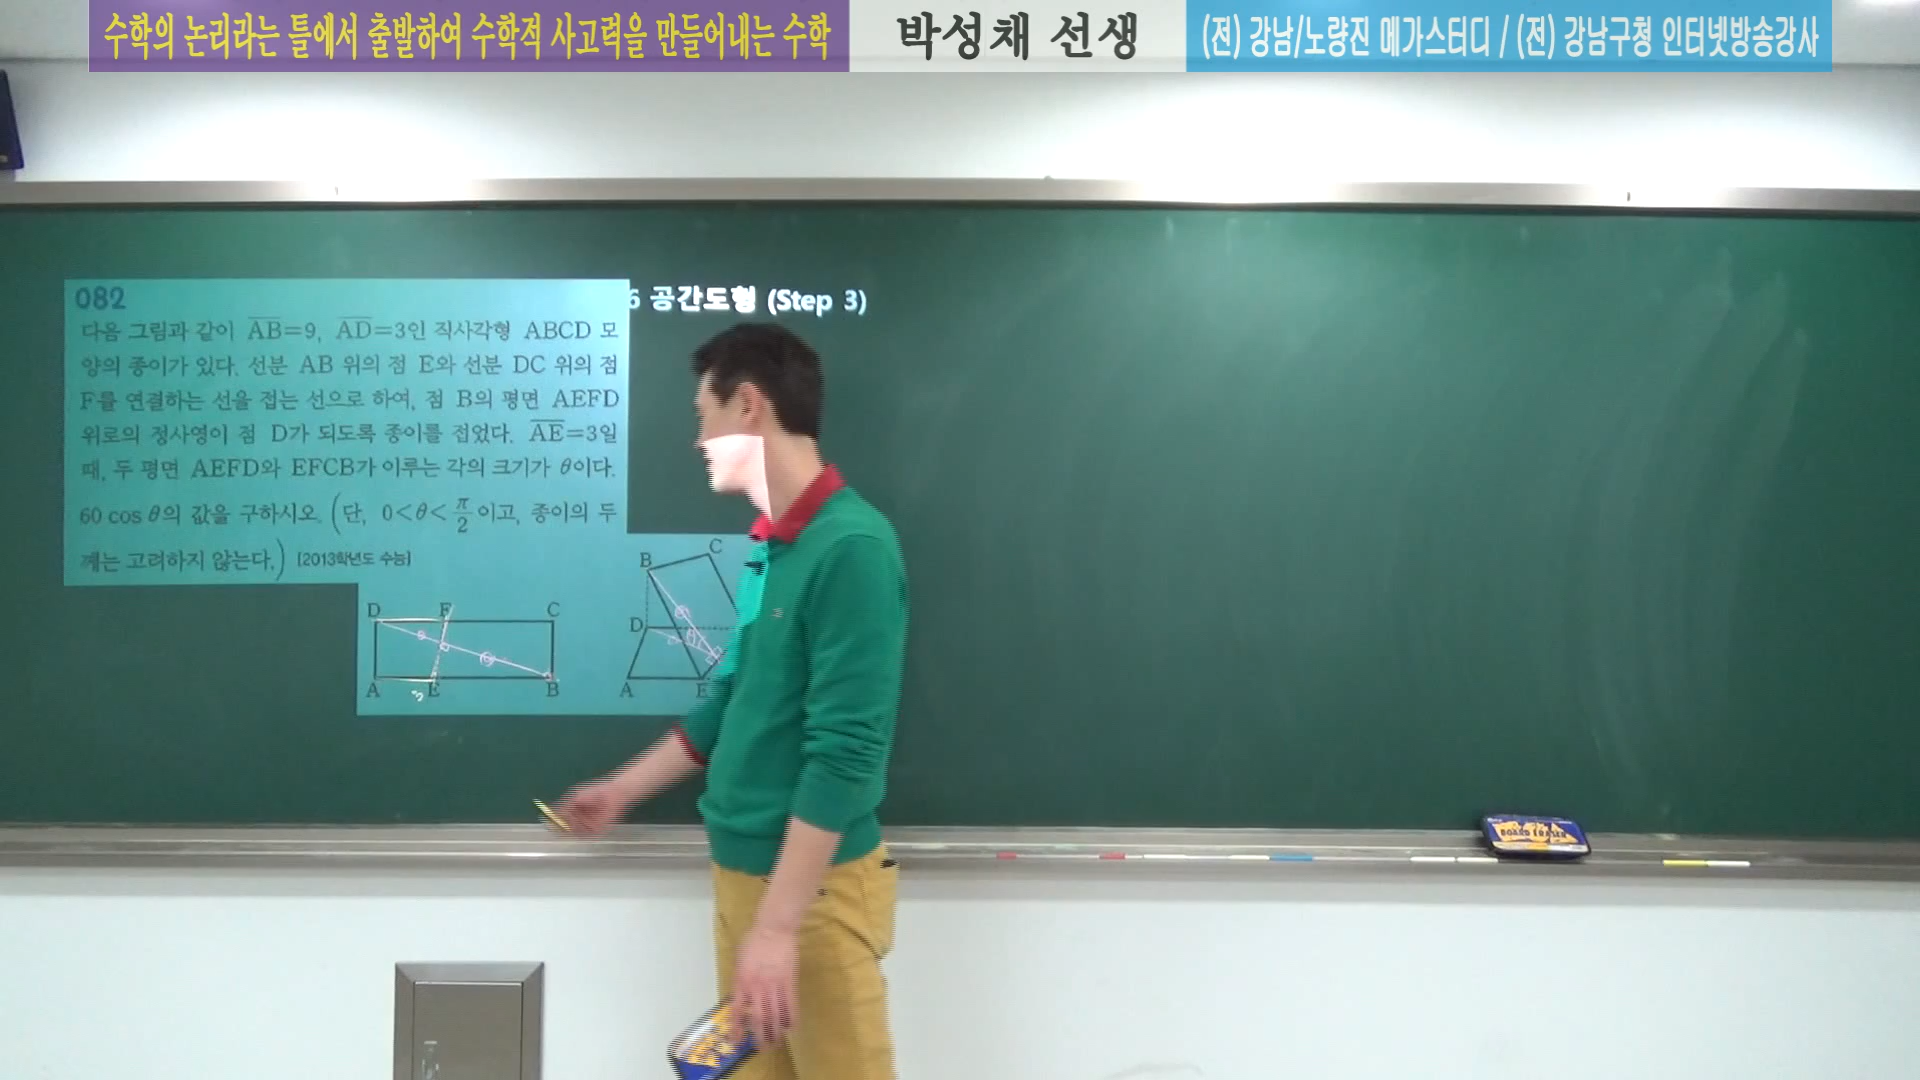 수학의 논리라는 틀에서 출발하여 수학적 사고력을 만들어내는 수학
박성채 선생
(전) 강남/노량진 메가스터디 / (전) 강남구청 인터넷방송강사
6 공간도형 (Step 3)
082
다음 그림과 같이 AB=9, AD=3인 직사각형 ABCD 모
양의 종이가 있다. 선분 AB 위의 점 E와 선분 DC 위의 점
F를 연결하는 선을 접는 선으로 하여, 점 B의 평면 AEFD
위로의 정사영이 점 D가 되도록 종이를 접었다. AE=3일
때, 두 평면 AEFD와 EFCB가 이루는 각의 크기가 θ이다.
60 cos θ의 값을 구하시오. (단, 0<θ<π/2이고, 종이의 두
께는 고려하지 않는다.) [2013학년도 수능]
D F C
A 3 E B
B C
D θ
A E
BOARD ERASER